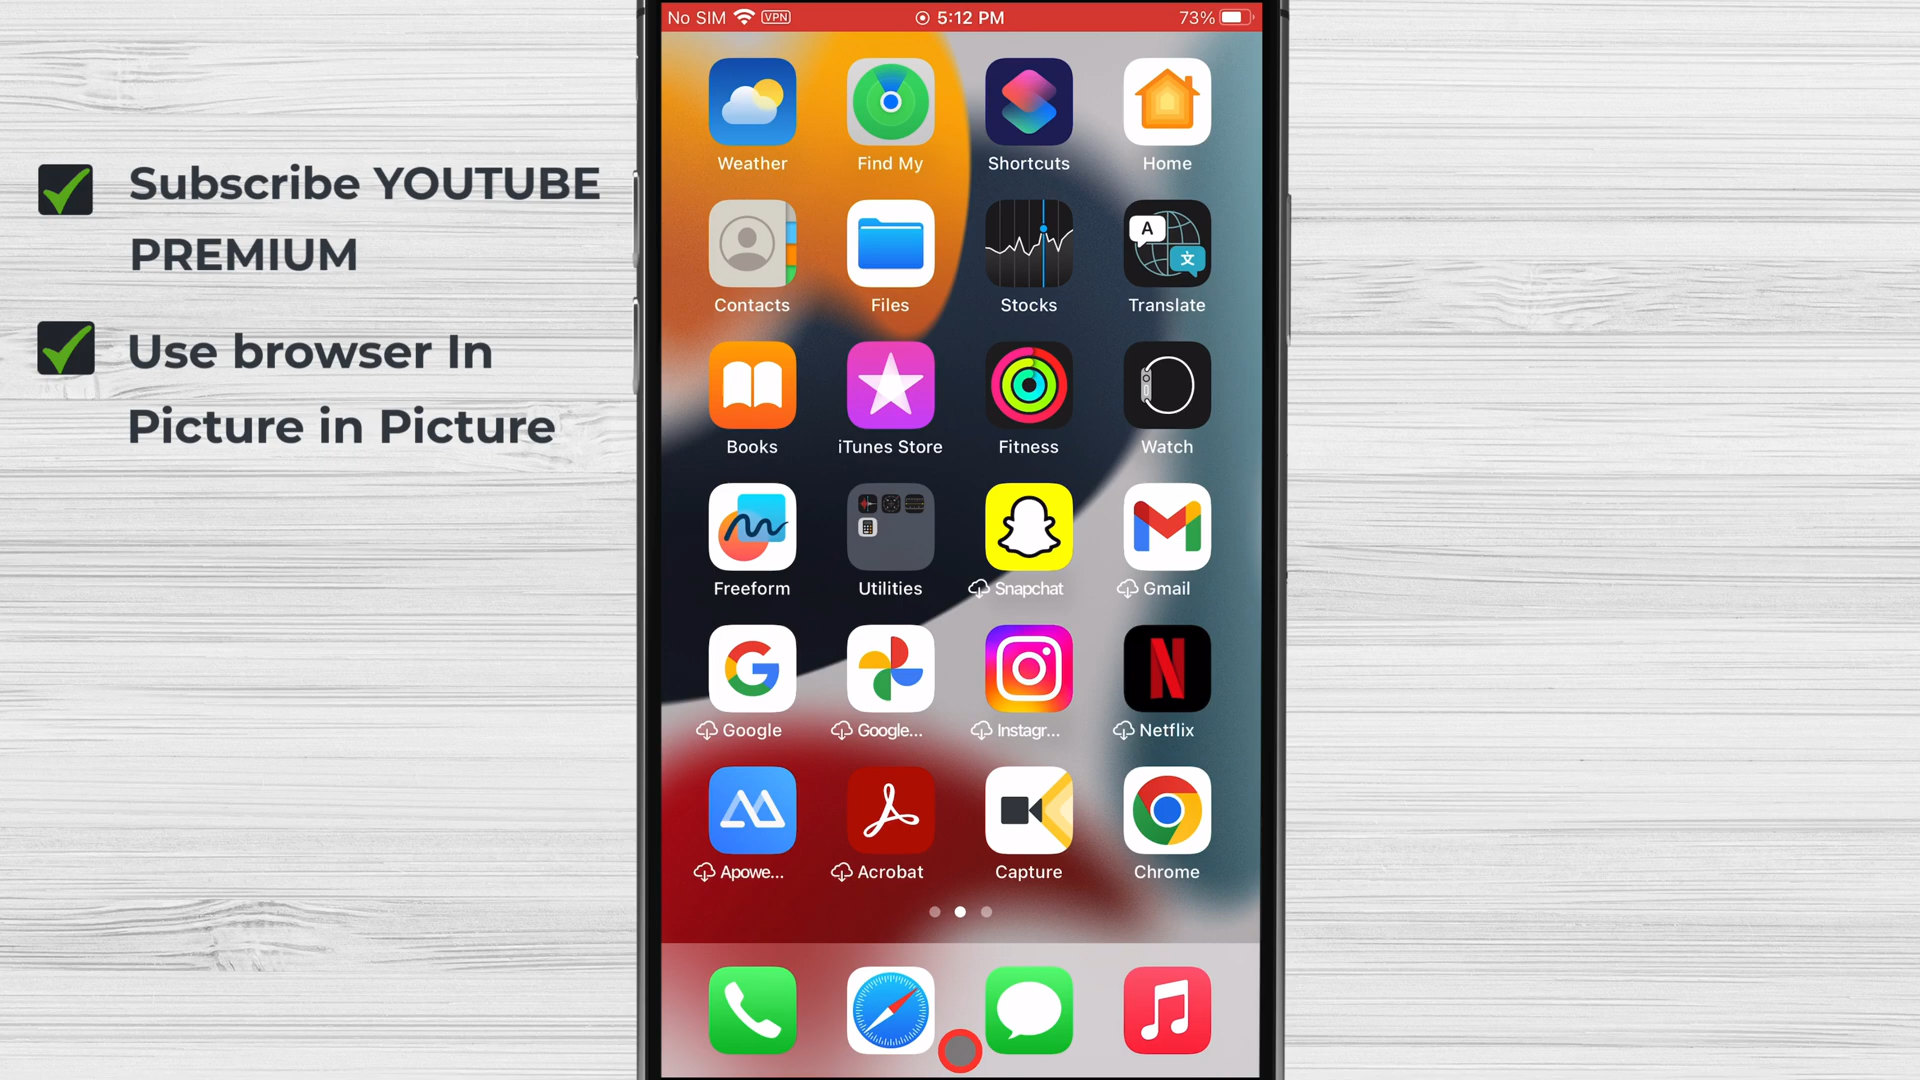 No SIM VPN 5:12 PM 73%
Subscribe YOUTUBE
PREMIUM
Use browser In
Picture in Picture
Weather Find My Shortcuts Home
A 文
Contacts Files Stocks Translate
Books iTunes Store Fitness Watch
Freeform Utilities Snapchat Gmail
Google Google... Instagr... Netflix
Apowe... Acrobat Capture Chrome